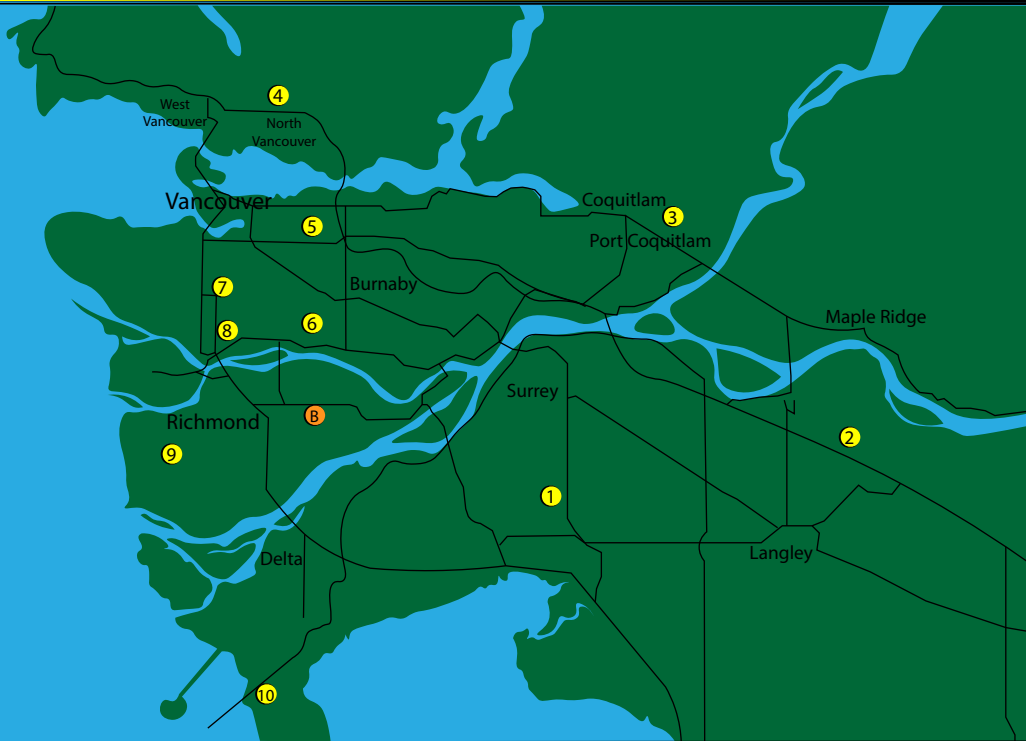 4
West
Vancouver
North
Vancouver
Vancouver
Coquitlam
3
5
Port Coquitlam
7
Burnaby
6
8
Maple Ridge
Surrey
B
Richmond
2
9
1
Langley
Delta
10